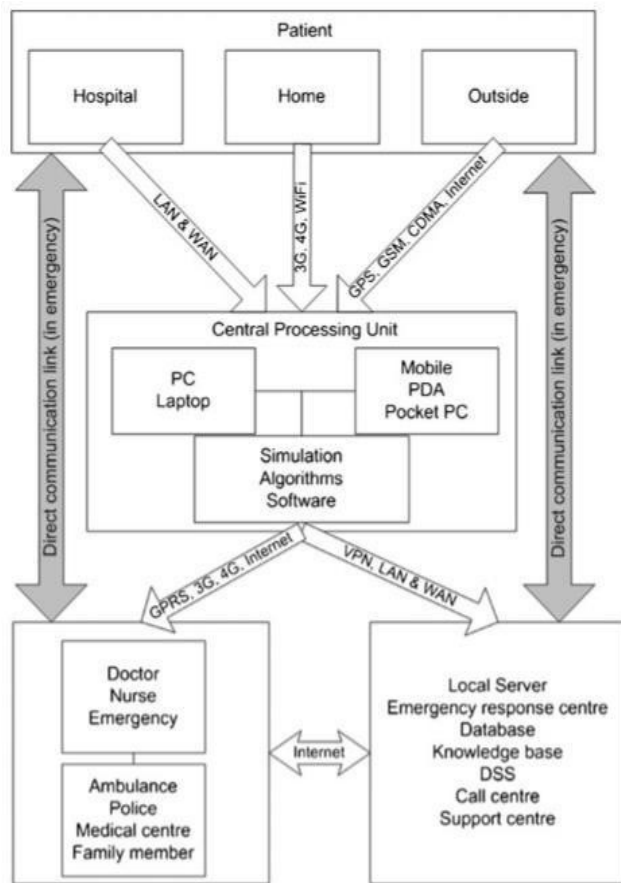 Patient
Hospital
Home
Outside
LAN & WAN
3G, 4G, WiFi
GPS, GSM, CDMA, Internet
Direct communication link (in emergency)
Direct communication link (in emergency)
Central Processing Unit
PC
Laptop
Mobile
PDA
Pocket PC
Simulation
Algorithms
Software
GPRS, 3G, 4G, Internet
VPN, LAN & WAN
Doctor
Nurse
Emergency
Ambulance
Police
Medical centre
Family member
Internet
Local Server
Emergency response centre
Database
Knowledge base
DSS
Call centre
Support centre